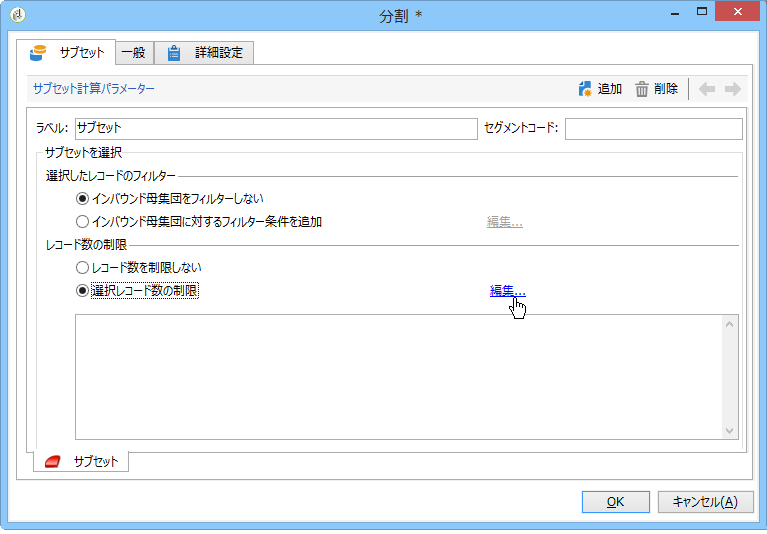 分割 *
サブセット 一般 詳細設定
サブセット計算パラメーター 追加 削除
ラベル: サブセット セグメントコード:
サブセットを選択
選択したレコードのフィルター
インバウンド母集団をフィルターしない
インバウンド母集団に対するフィルター条件を追加 編集...
レコード数の制限
レコード数を制限しない
選択レコード数の制限 編集...
サブセット
OK キャンセル(A)